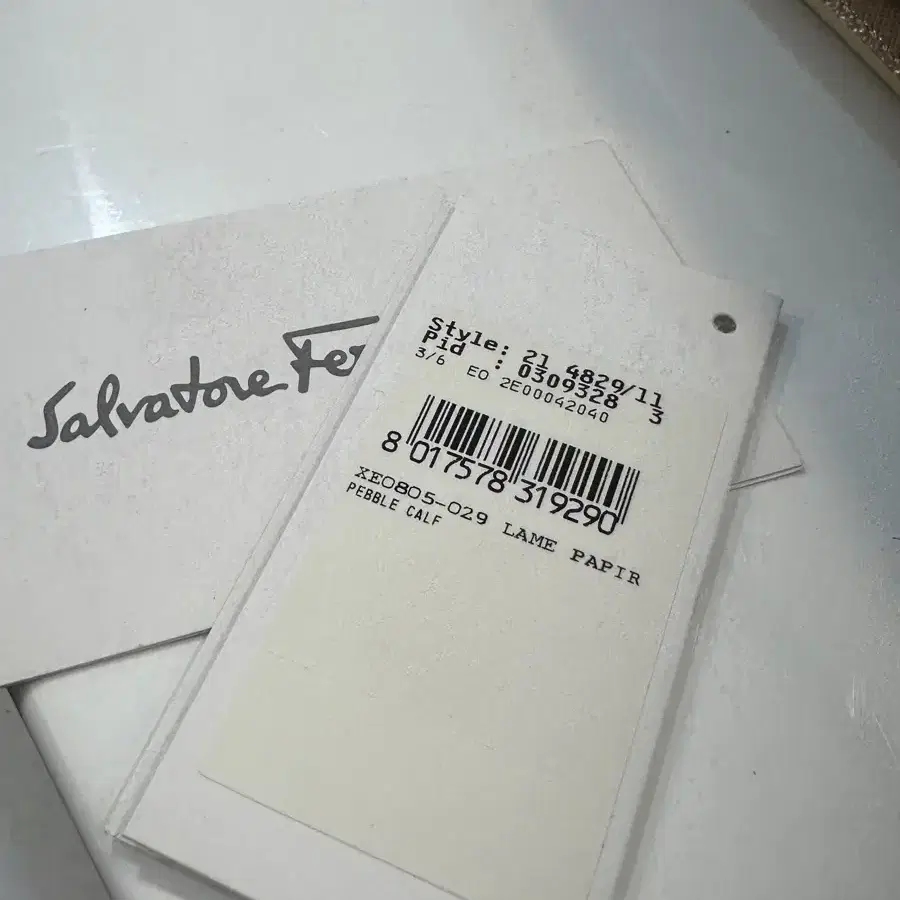 Salvatore Fer
Style: 21 4829/11
Pid : 0309328 3
3/6 EO 2E00042040
8 017578 319290
XE0805-029 LAME PAPIR
PEBBLE CALF